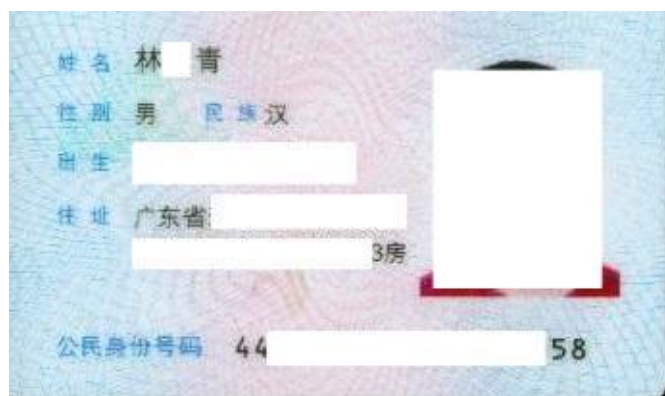 姓名 林 青
性别 男 民族 汉
出生
住址 广东省
3房
公民身份号码 44 58